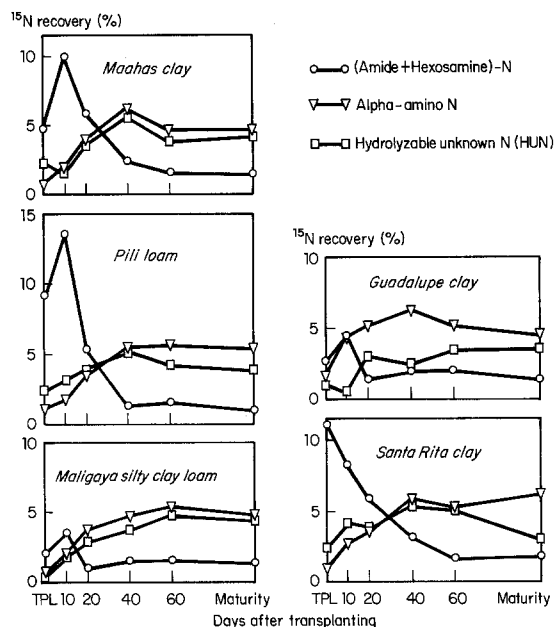 ¹⁵N recovery (%)
10
5
0
Maahas clay
(Amide+Hexosamine)-N
Alpha-amino N
Hydrolyzable unknown N (HUN)
15
10
5
0
Pili loam
10
5
0
Maligaya silty clay loam
TPL 10 20 40 60 Maturity
¹⁵N recovery (%)
10
5
0
Guadalupe clay
10
5
0
Santa Rita clay
TPL 10 20 40 60 Maturity
Days after transplanting